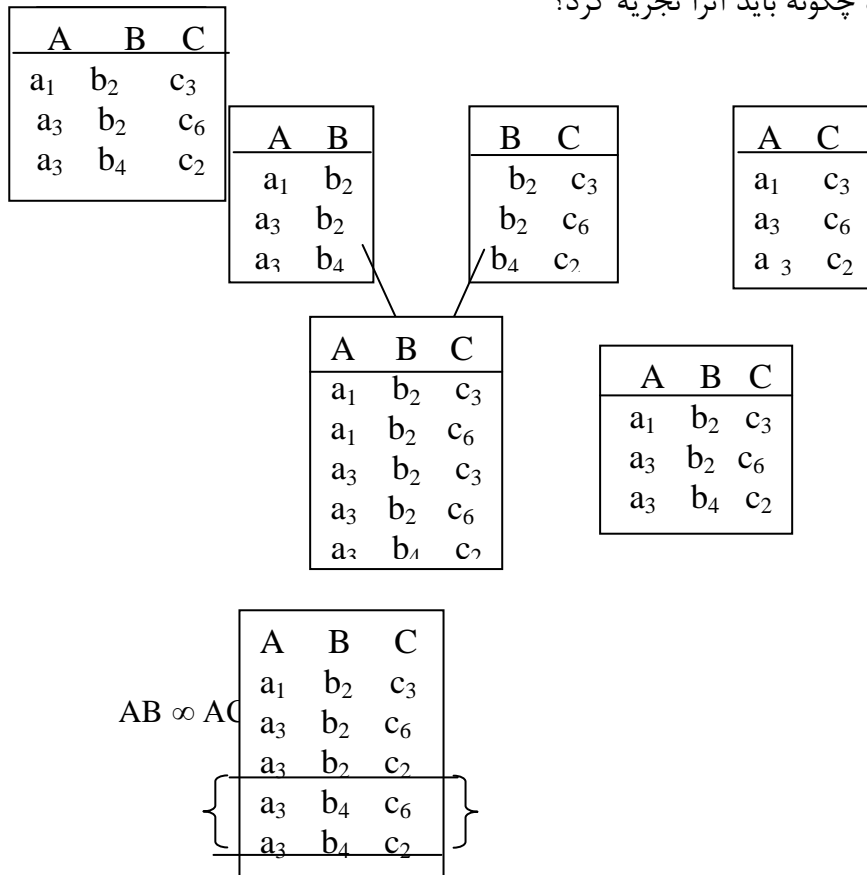 چگونه باید آنرا تجزیه کرد؟
A B C
a₁ b₂ c₃
a₃ b₂ c₆
a₃ b₄ c₂
A B
a₁ b₂
a₃ b₂
a₃ b₄
B C
b₂ c₃
b₂ c₆
b₄ c₂
A C
a₁ c₃
a₃ c₆
a ₃ c₂
A B C
a₁ b₂ c₃
a₁ b₂ c₆
a₃ b₂ c₃
a₃ b₂ c₆
a₃ b₄ c₂
A B C
a₁ b₂ c₃
a₃ b₂ c₆
a₃ b₄ c₂
AB ∞ AC
A B C
a₁ b₂ c₃
a₃ b₂ c₆
a₃ b₂ c₂
a₃ b₄ c₆
a₃ b₄ c₂